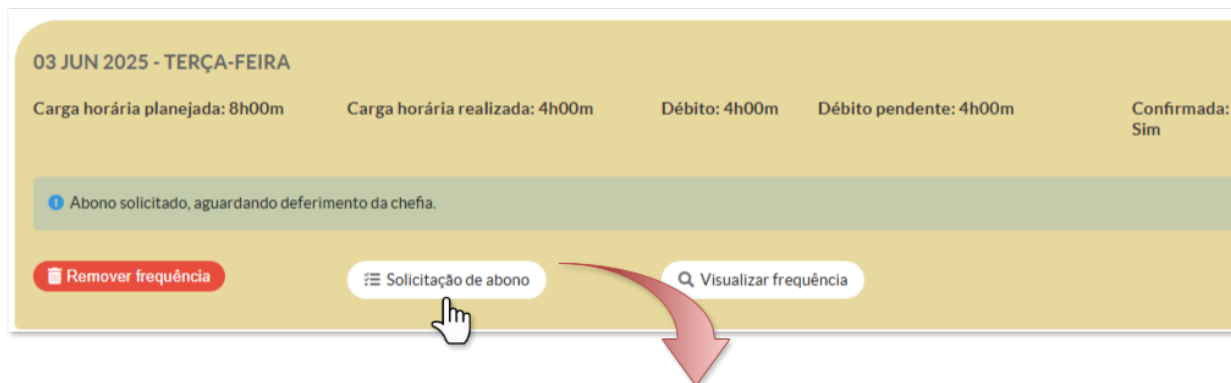 03 JUN 2025 - TERÇA-FEIRA
Carga horária planejada: 8h00m Carga horária realizada: 4h00m Débito: 4h00m Débito pendente: 4h00m Confirmada:
Sim
Abono solicitado, aguardando deferimento da chefia.
Remover frequência Solicitação de abono Visualizar frequência